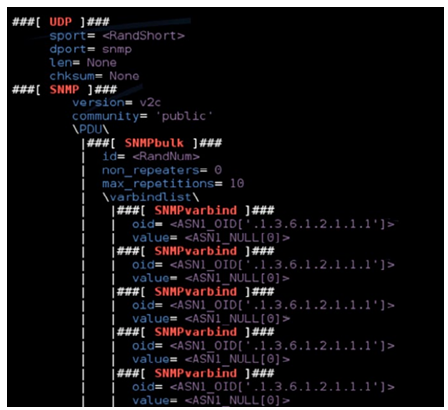 ###[ UDP ]###
sport= <RandShort>
dport= snmp
len= None
chksum= None
###[ SNMP ]###
version= v2c
community= 'public'
\PDU\
|###[ SNMPbulk ]###
| id= <RandNum>
| non_repeaters= 0
| max_repetitions= 10
| \varbindlist\
| |###[ SNMPvarbind ]###
| | oid= <ASN1_OID['.1.3.6.1.2.1.1.1']>
| | value= <ASN1_NULL[0]>
| |###[ SNMPvarbind ]###
| | oid= <ASN1_OID['.1.3.6.1.2.1.1.1']>
| | value= <ASN1_NULL[0]>
| |###[ SNMPvarbind ]###
| | oid= <ASN1_OID['.1.3.6.1.2.1.1.1']>
| | value= <ASN1_NULL[0]>
| |###[ SNMPvarbind ]###
| | oid= <ASN1_OID['.1.3.6.1.2.1.1.1']>
| | value= <ASN1_NULL[0]>
| |###[ SNMPvarbind ]###
| | oid= <ASN1_OID['.1.3.6.1.2.1.1.1']>
| | value= <ASN1_NULL[0]>